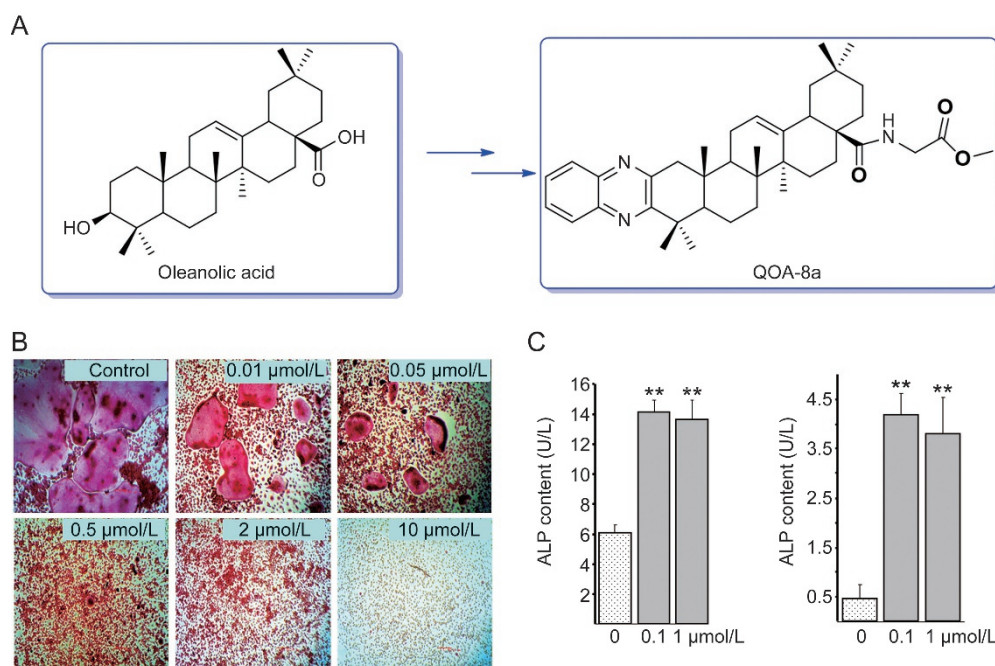 A
OH
O
HO
Oleanolic acid
N
N
H
N
O
O
O
QOA-8a
B
Control
0.01 µmol/L
0.05 µmol/L
0.5 µmol/L
2 µmol/L
10 µmol/L
C
ALP content (U/L)
16
14
12
10
8
6
4
2
** **
0 0.1 1 µmol/L
ALP content (U/L)
4.5
3.5
2.5
1.5
0.5
** **
0 0.1 1 µmol/L